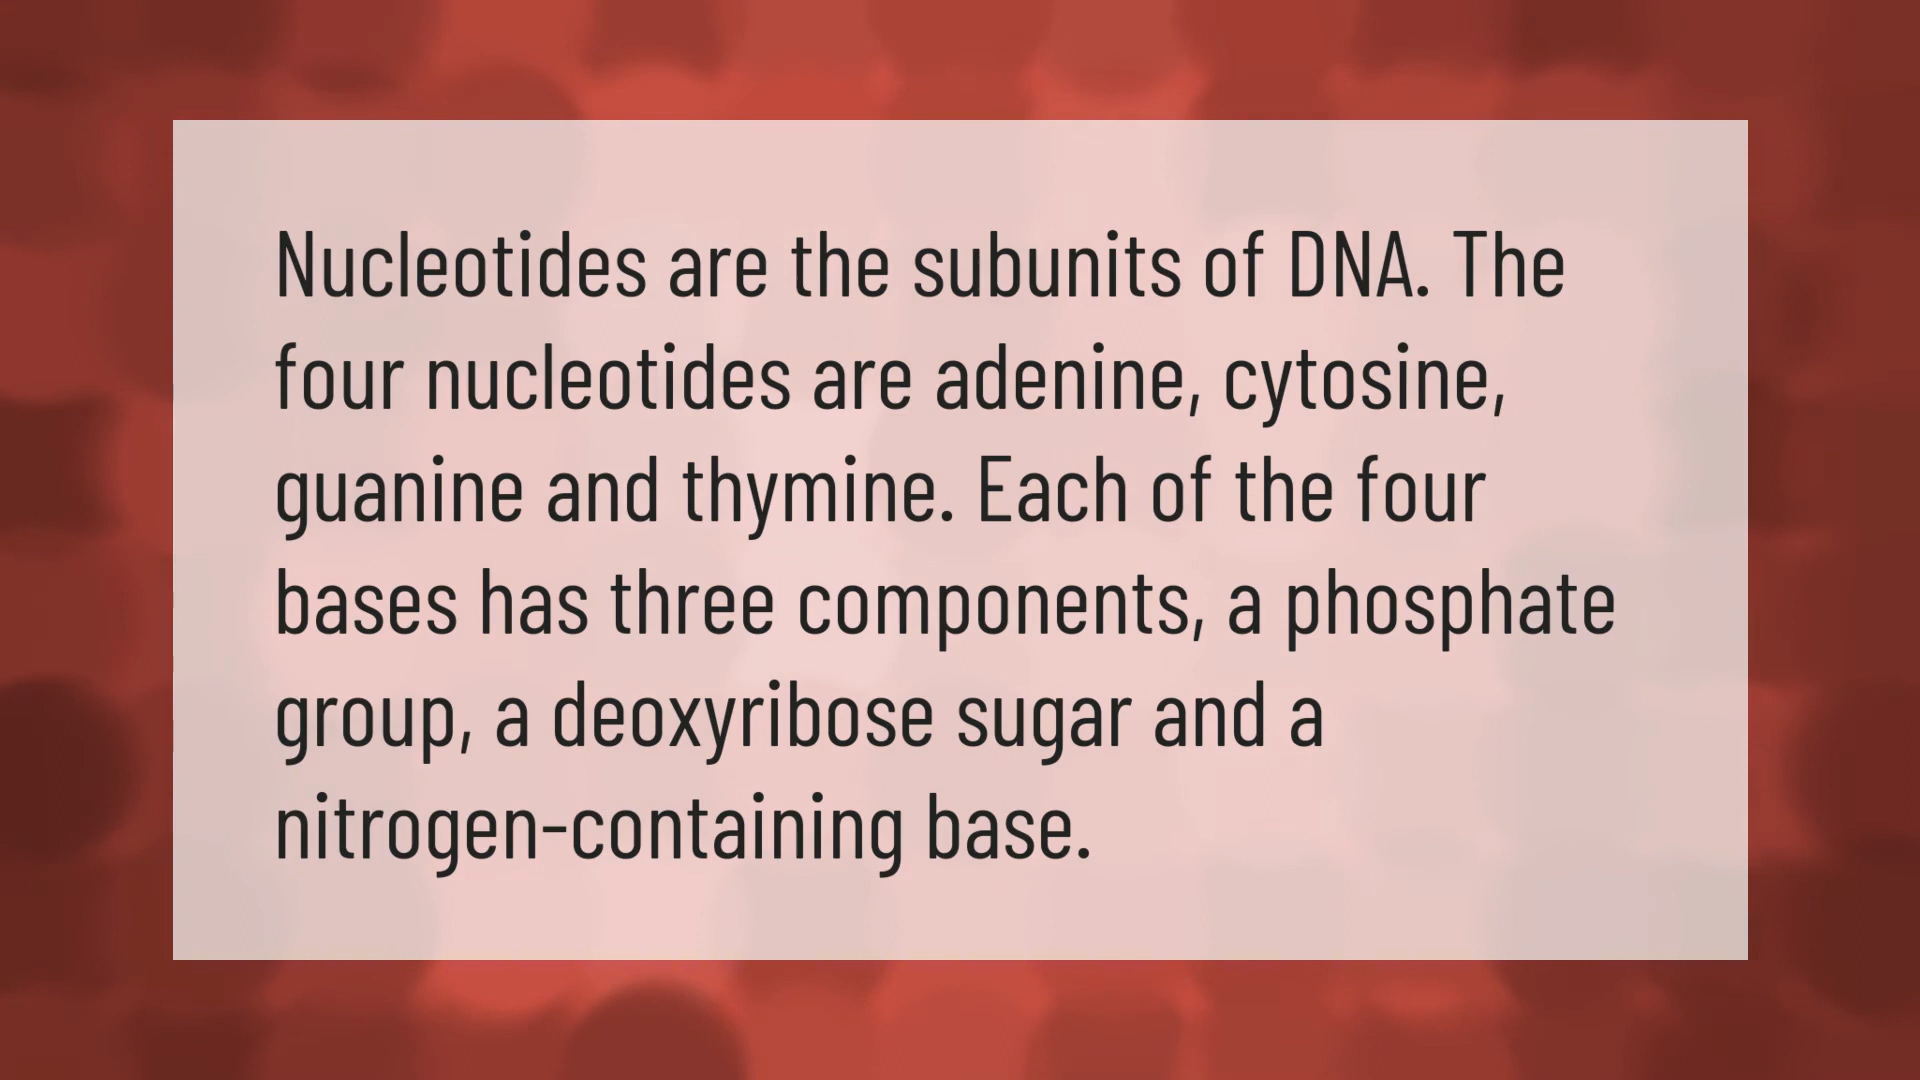 Nucleotides are the subunits of DNA. The
four nucleotides are adenine, cytosine,
guanine and thymine. Each of the four
bases has three components, a phosphate
group, a deoxyribose sugar and a
nitrogen-containing base.